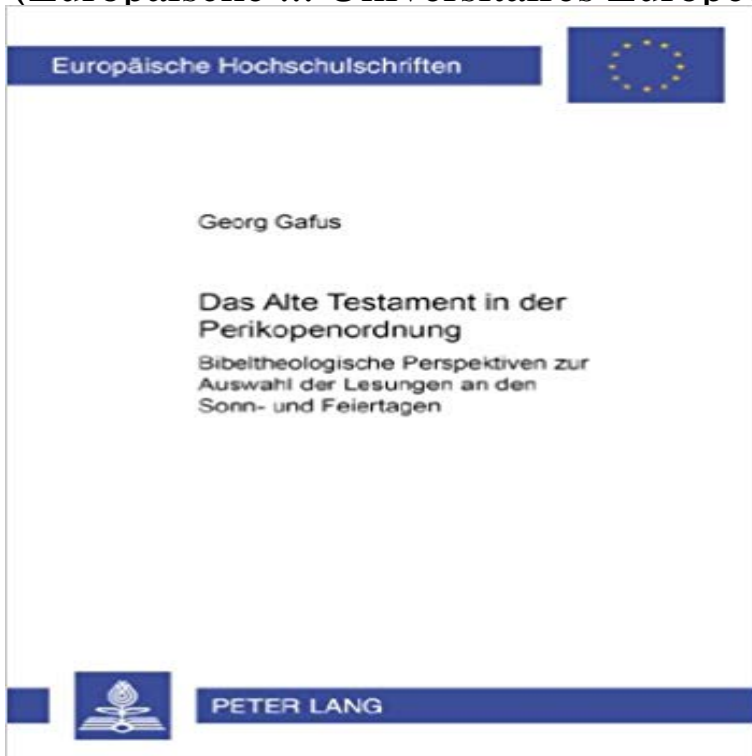 Europäische Hochschulschriften
Georg Gafus
Das Alte Testament in der
Perikopenordnung
Bibeltheologische Perspektiven zur
Auswahl der Lesungen an den
Sonn- und Feiertagen
PETER LANG